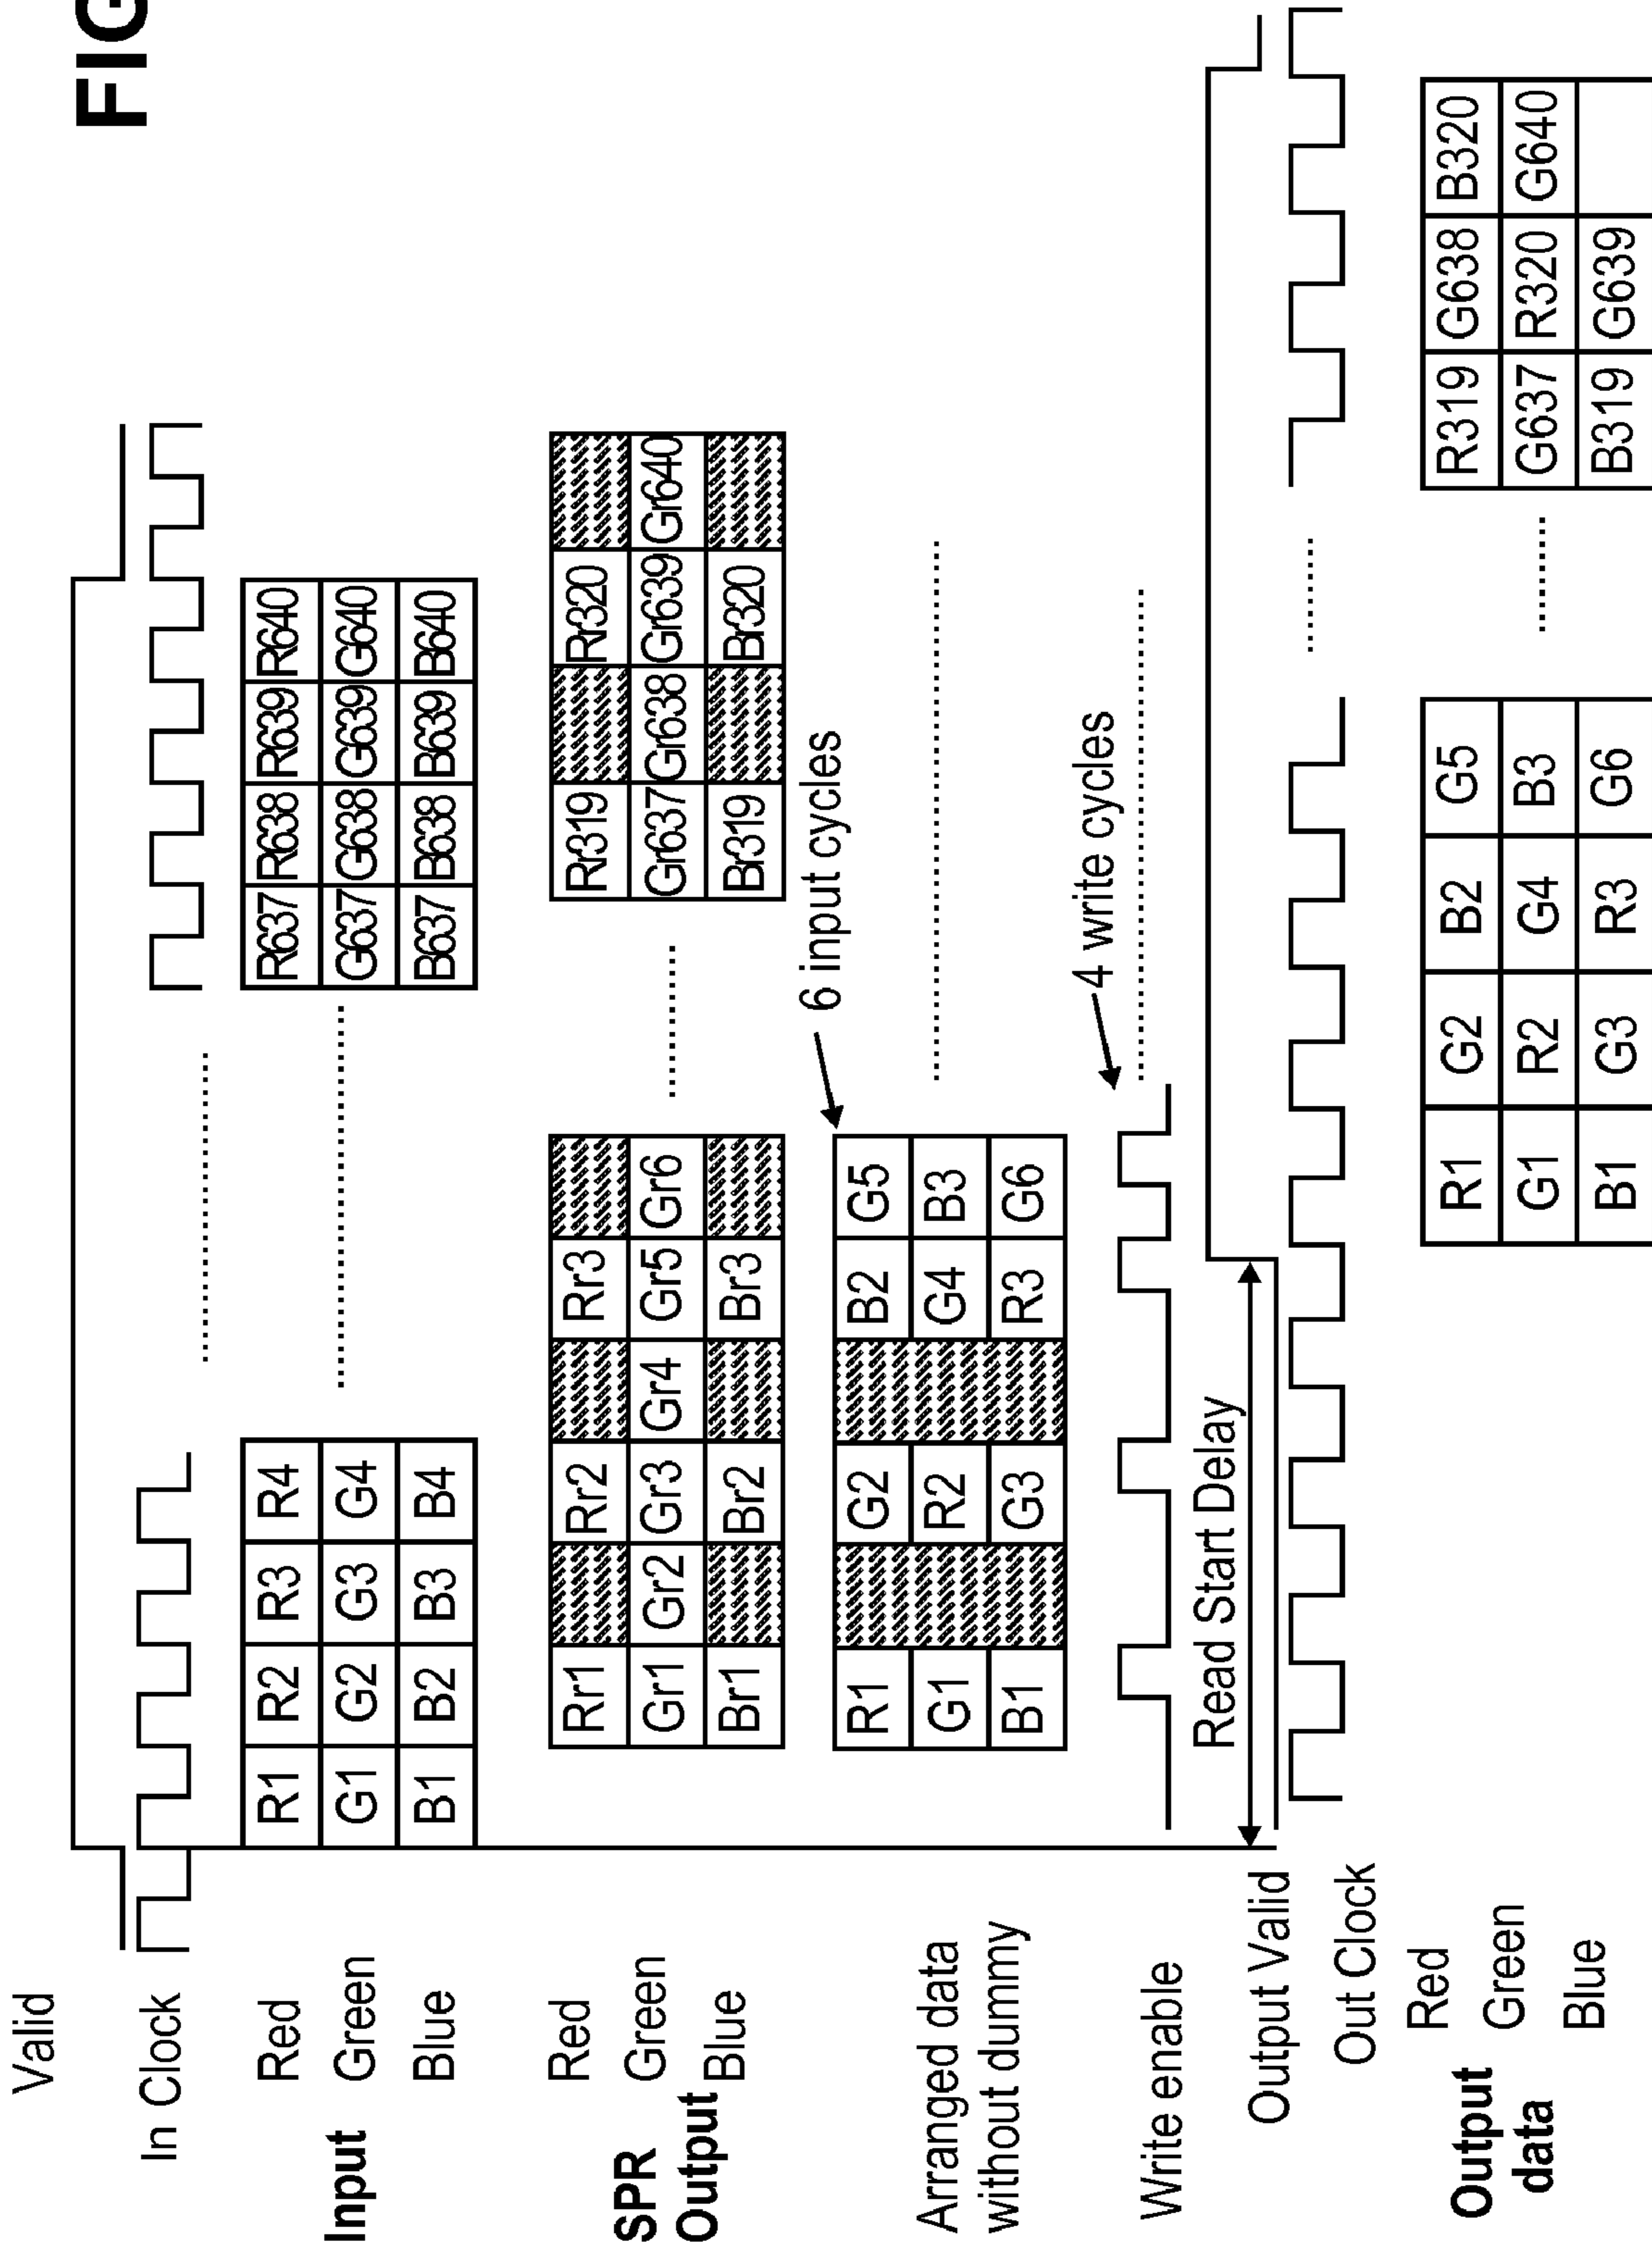 FIG
Valid
In Clock
Input
Red R1 R2 R3 R4 R637 R638 R639 R640
Green G1 G2 G3 G4 G637 G638 G639 G640
Blue B1 B2 B3 B4 B637 B638 B639 B640
SPR
Output
Red Rr1 Rr2 Rr3 Rr319 Rr320
Green Gr1 Gr2 Gr3 Gr4 Gr5 Gr6 Gr637 Gr638 Gr639 Gr640
Blue Br1 Br2 Br3 Br319 Br320
6 input cycles
Arranged data
without dummy
R1 G2 B2 G5
G1 R2 G4 B3
B1 G3 R3 G6
4 write cycles
Write enable
Read Start Delay
Output Valid
Out Clock
Output
data
Red R1 G2 B2 G5 R319 G638 B320
Green G1 R2 G4 B3 G637 R320 G640
Blue B1 G3 R3 G6 B319 G639